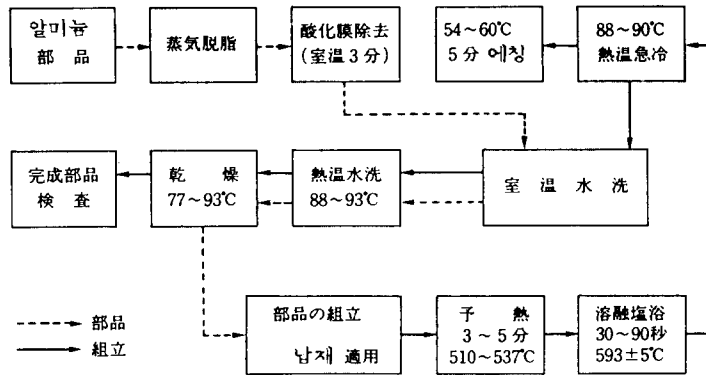 알미늄
部品
蒸気脱脂
酸化膜除去
(室温3分)
54~60℃
5分 에칭
88~90℃
熱温急冷
完成部品
検査
乾燥
77~93℃
熱温水洗
88~93℃
室温水洗
部品
組立
部品の組立
납재 適用
予熱
3~5分
510~537℃
溶融塩浴
30~90秒
593±5℃